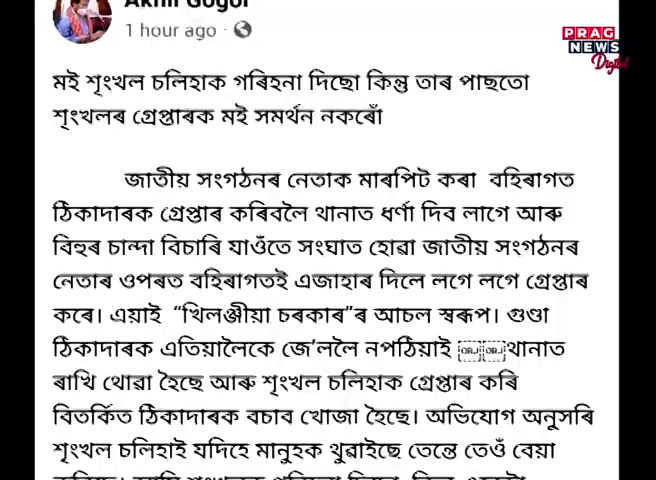 Akhil Gogoi
1 hour ago ·
PRAG
NEWS
Digital
মই শৃংখল চলিহাক গৰিহনা দিছো কিন্তু তাৰ পাছতো
শৃংখলৰ গ্ৰেপ্তাৰক মই সমৰ্থন নকৰোঁ
জাতীয় সংগঠনৰ নেতাক মাৰপিট কৰা বহিৰাগত
ঠিকাদাৰক গ্ৰেপ্তাৰ কৰিবলৈ থানাত ধৰ্ণা দিব লাগে আৰু
বিহুৰ চান্দা বিচাৰি যাওঁতে সংঘাত হোৱা জাতীয় সংগঠনৰ
নেতাৰ ওপৰত বহিৰাগতই এজাহাৰ দিলে লগে লগে গ্ৰেপ্তাৰ
কৰে। এয়াই “খিলঞ্জীয়া চৰকাৰ”ৰ আচল স্বৰূপ। গুণ্ডা
ঠিকাদাৰক এতিয়ালৈকে জে'ললৈ নপঠিয়াই থানাত
ৰাখি থোৱা হৈছে আৰু শৃংখল চলিহাক গ্ৰেপ্তাৰ কৰি
বিতৰ্কিত ঠিকাদাৰক বচাব খোজা হৈছে। অভিযোগ অনুসৰি
শৃংখল চলিহাই যদিহে মানুহক থুৱাইছে তেন্তে তেওঁ বেয়া